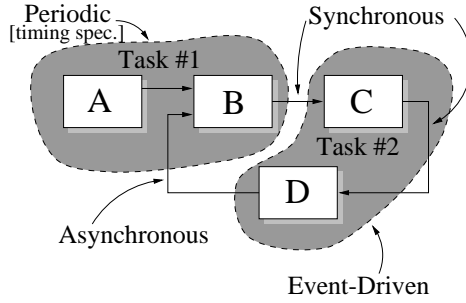 Periodic
[timing spec.]
Synchronous
Task #1
A
B
C
Task #2
D
Asynchronous
Event-Driven